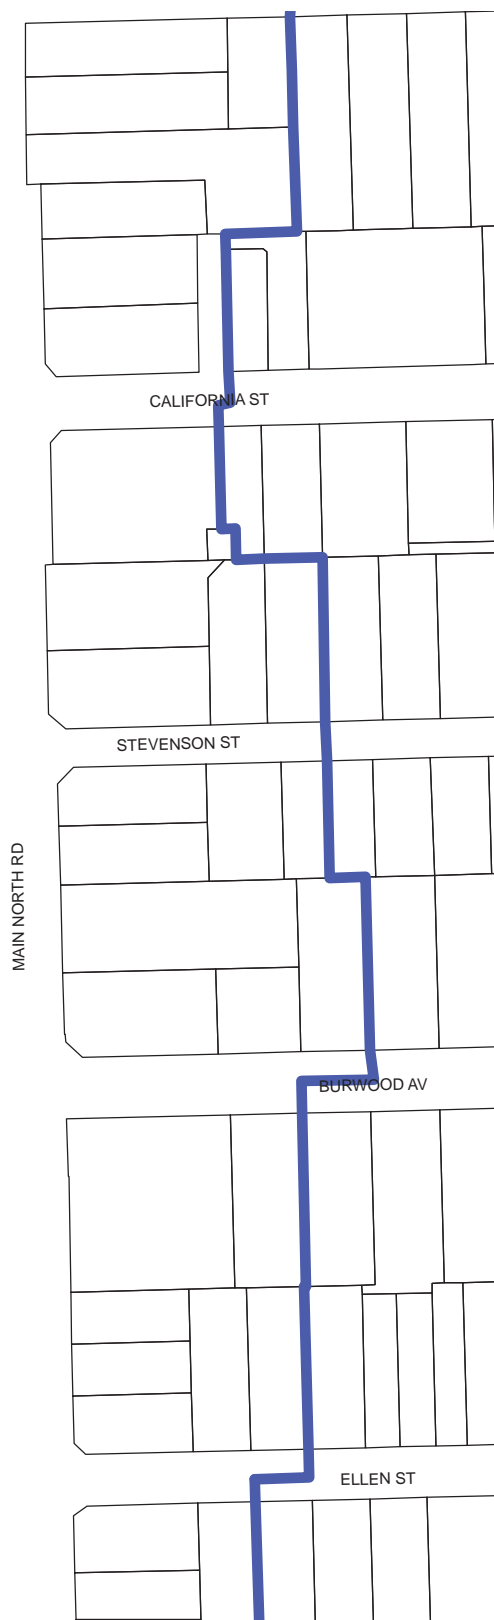 CALIFORNIA ST
STEVENSON ST
MAIN NORTH RD
BURWOOD AV
ELLEN ST